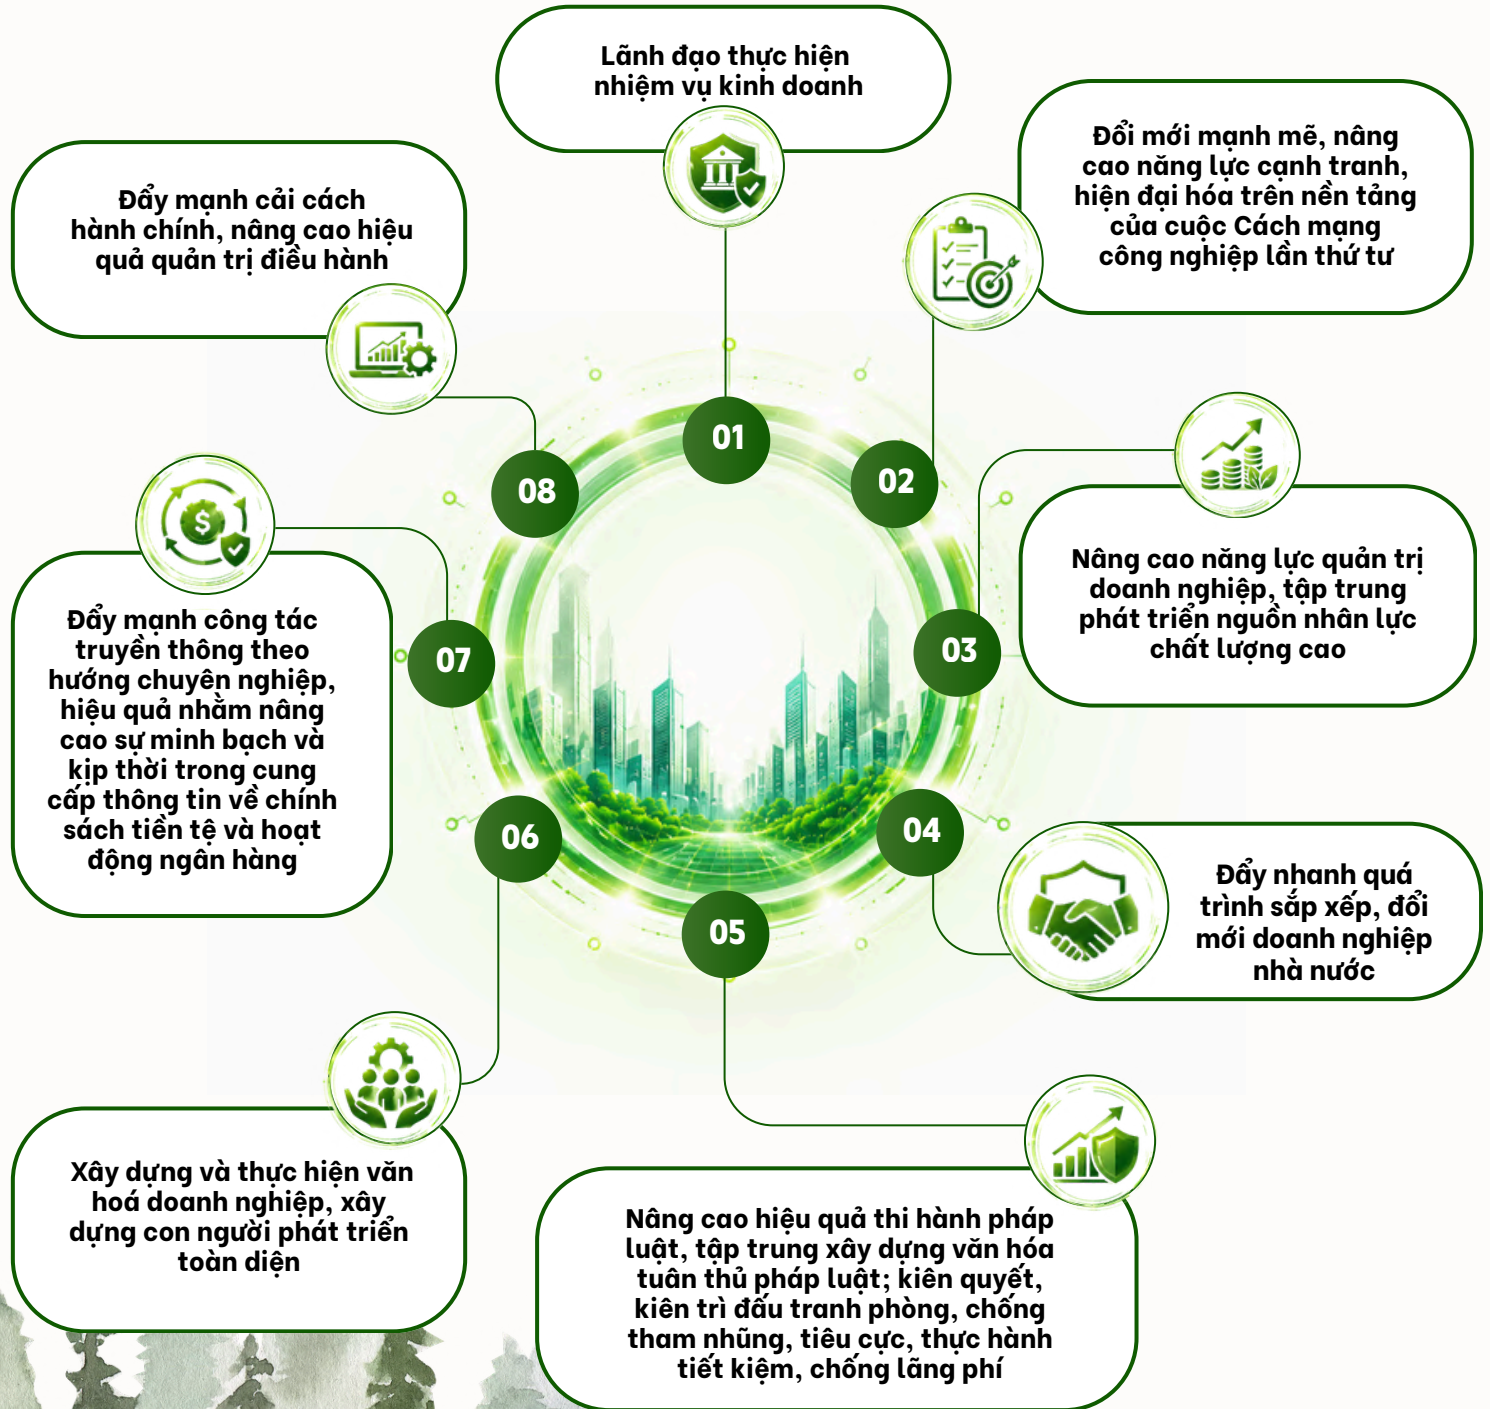 Lãnh đạo thực hiện
nhiệm vụ kinh doanh
01
Đổi mới mạnh mẽ, nâng
cao năng lực cạnh tranh,
hiện đại hóa trên nền tảng
của cuộc Cách mạng
công nghiệp lần thứ tư
02
Nâng cao năng lực quản trị
doanh nghiệp, tập trung
phát triển nguồn nhân lực
chất lượng cao
03
Đẩy nhanh quá
trình sắp xếp, đổi
mới doanh nghiệp
nhà nước
04
Nâng cao hiệu quả thi hành pháp
luật, tập trung xây dựng văn hóa
tuân thủ pháp luật; kiên quyết,
kiên trì đấu tranh phòng, chống
tham nhũng, tiêu cực, thực hành
tiết kiệm, chống lãng phí
05
Xây dựng và thực hiện văn
hoá doanh nghiệp, xây
dựng con người phát triển
toàn diện
06
Đẩy mạnh công tác
truyền thông theo
hướng chuyên nghiệp,
hiệu quả nhằm nâng
cao sự minh bạch và
kịp thời trong cung
cấp thông tin về chính
sách tiền tệ và hoạt
động ngân hàng
07
$
Đẩy mạnh cải cách
hành chính, nâng cao hiệu
quả quản trị điều hành
08